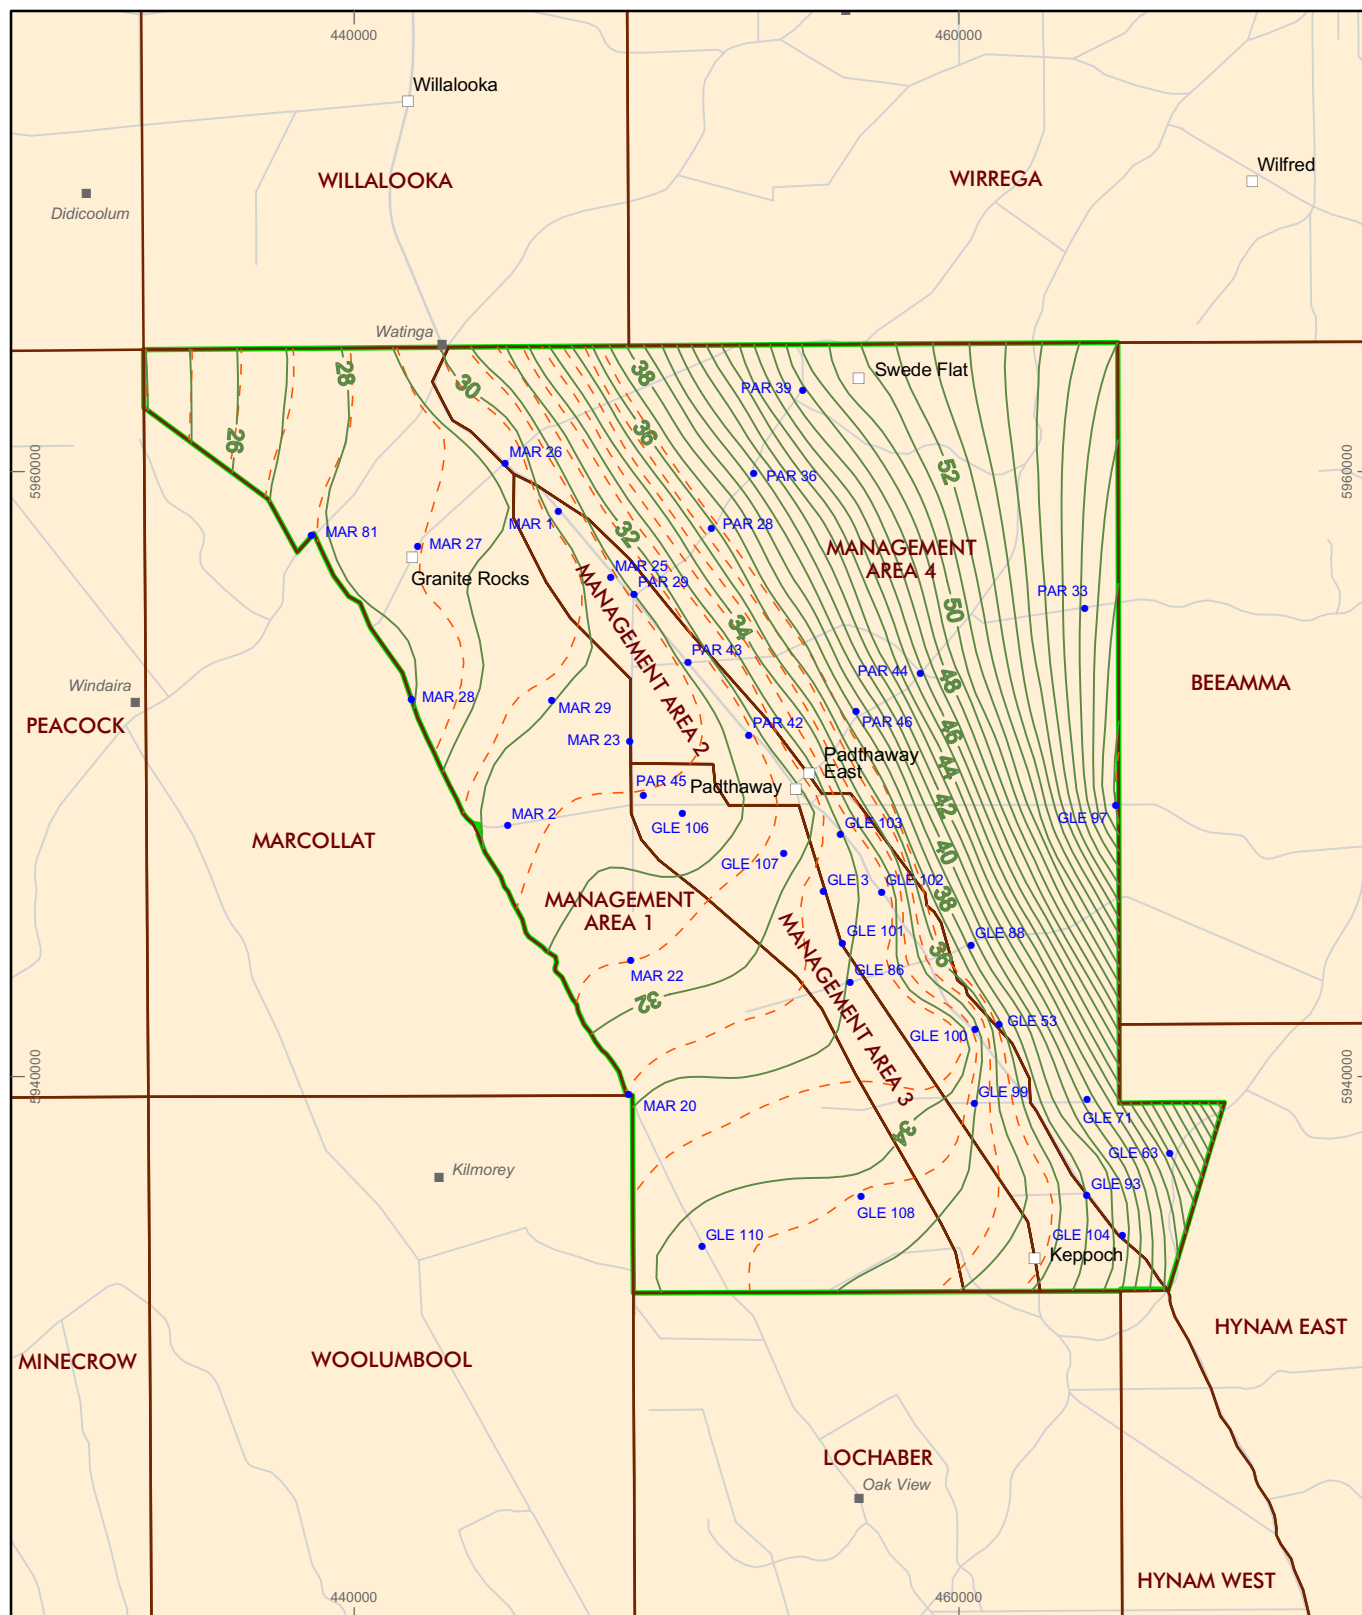 440000
460000
Willalooka
Wilfred
WILLALOOKA
WIRREGA
Didicoolum
Watinga
28
30
38
Swede Flat
PAR 39
26
36
5960000
5960000
MAR 26
PAR 36
52
MAR 81
MAR 1
32
PAR 28
MAR 27
Granite Rocks
MANAGEMENT
AREA 4
MAR 25
PAR 29
PAR 33
50
MANAGEMENT AREA 2
34
PAR 43
PAR 44
48
Windaira
BEEAMMA
PEACOCK
MAR 28
MAR 29
PAR 46
PAR 42
46
MAR 23
Padthaway
East
44
PAR 45
Padthaway
42
MARCOLLAT
MAR 2
GLE 106
GLE 103
GLE 97
40
GLE 107
GLE 3
GLE 102
38
MANAGEMENT
AREA 1
GLE 101
GLE 88
36
MAR 22
GLE 86
32
MANAGEMENT AREA 3
GLE 53
GLE 100
5940000
5940000
MAR 20
GLE 99
GLE 71
34
GLE 63
Kilmorey
GLE 93
GLE 108
GLE 110
GLE 104
Keppoch
HYNAM EAST
MINECROW
WOOLUMBOOL
LOCHABER
Oak View
HYNAM WEST
440000
460000